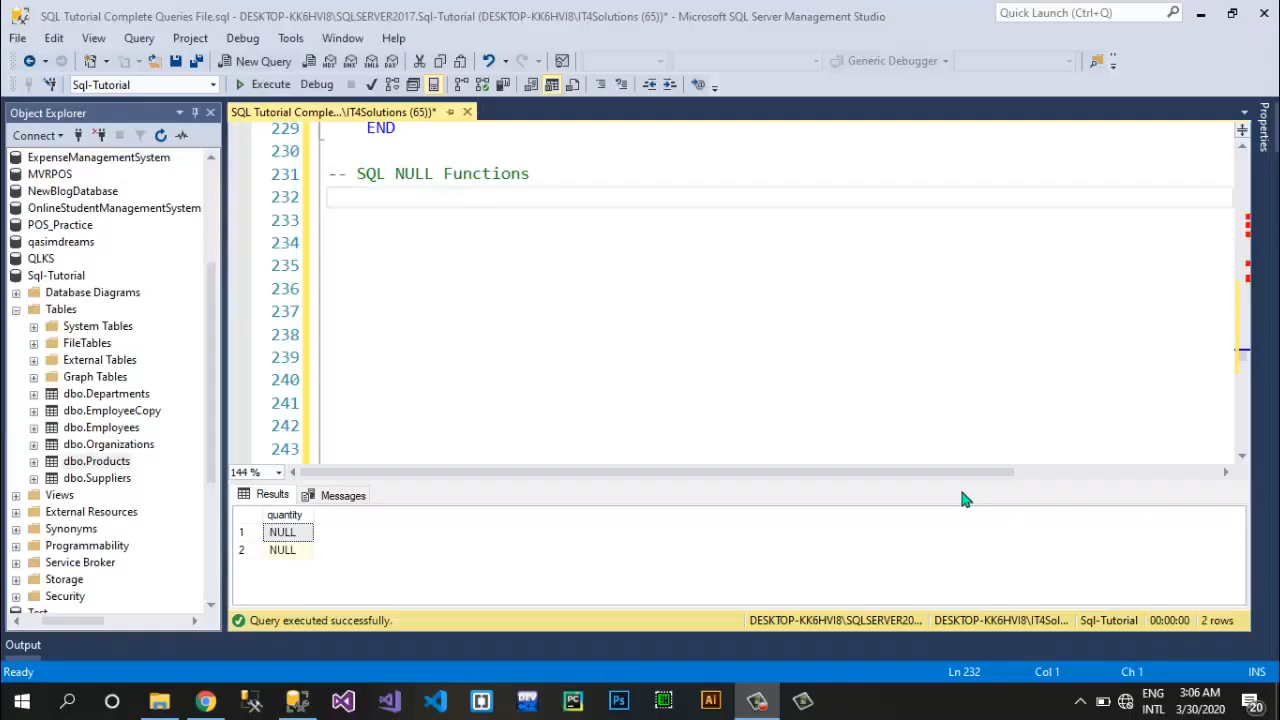 SQL Tutorial Complete Queries File.sql - DESKTOP-KK6HVI8\SQLSERVER2017.Sql-Tutorial (DESKTOP-KK6HVI8\IT4Solutions (65))* - Microsoft SQL Server Management Studio
Quick Launch (Ctrl+Q)
File Edit View Query Project Debug Tools Window Help
New Query
Generic Debugger
Sql-Tutorial
Execute Debug
Object Explorer
SQL Tutorial Comple...\IT4Solutions (65))*
Properties
Connect
ExpenseManagementSystem
MVRPOS
NewBlogDatabase
OnlineStudentManagementSystem
POS_Practice
qasimdreams
QLKS
Sql-Tutorial
Database Diagrams
Tables
System Tables
FileTables
External Tables
Graph Tables
dbo.Departments
dbo.EmployeeCopy
dbo.Employees
dbo.Organizations
dbo.Products
dbo.Suppliers
Views
External Resources
Synonyms
Programmability
Service Broker
Storage
Security
Test
229 END
230
231 -- SQL NULL Functions
232
233
234
235
236
237
238
239
240
241
242
243
144 %
Results Messages
quantity
1 NULL
2 NULL
Query executed successfully.
DESKTOP-KK6HVI8\SQLSERVER20... DESKTOP-KK6HVI8\IT4Sol... Sql-Tutorial 00:00:00 2 rows
Output
Ready
Ln 232 Col 1 Ch 1 INS
ENG
INTL
3:06 AM
3/30/2020
20